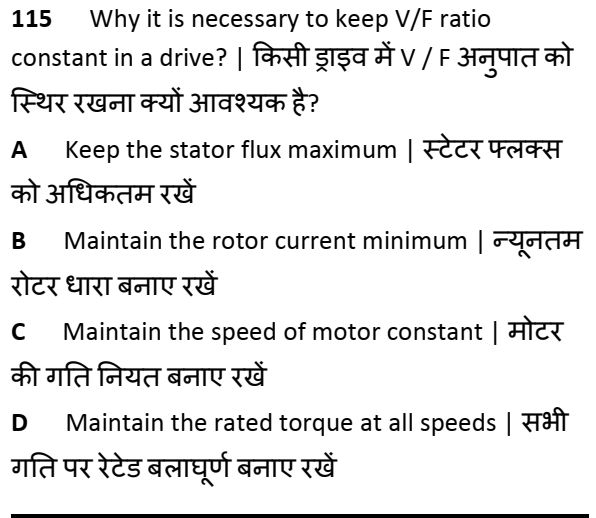 115 Why it is necessary to keep V/F ratio
constant in a drive? | किसी ड्राइव में V / F अनुपात को
स्थिर रखना क्यों आवश्यक है?
A Keep the stator flux maximum | स्टेटर फ्लक्स
को अधिकतम रखें
B Maintain the rotor current minimum | न्यूनतम
रोटर धारा बनाए रखें
C Maintain the speed of motor constant | मोटर
की गति नियत बनाए रखें
D Maintain the rated torque at all speeds | सभी
गति पर रेटेड बलाघूर्ण बनाए रखें